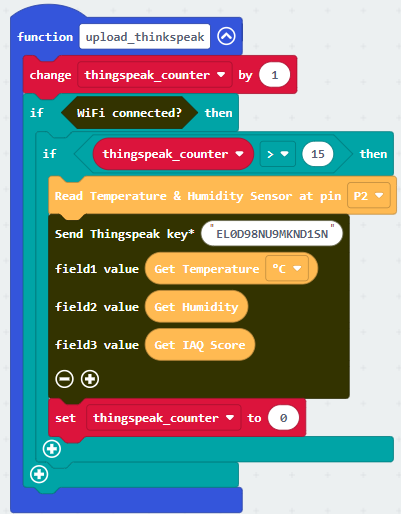 function upload_thinkspeak
change thingspeak_counter by 1
if WiFi connected? then
if thingspeak_counter > 15 then
Read Temperature & Humidity Sensor at pin P2
Send Thingspeak key* "EL0D98NU9MKND1SN"
field1 value Get Temperature °C
field2 value Get Humidity
field3 value Get IAQ Score
set thingspeak_counter to 0